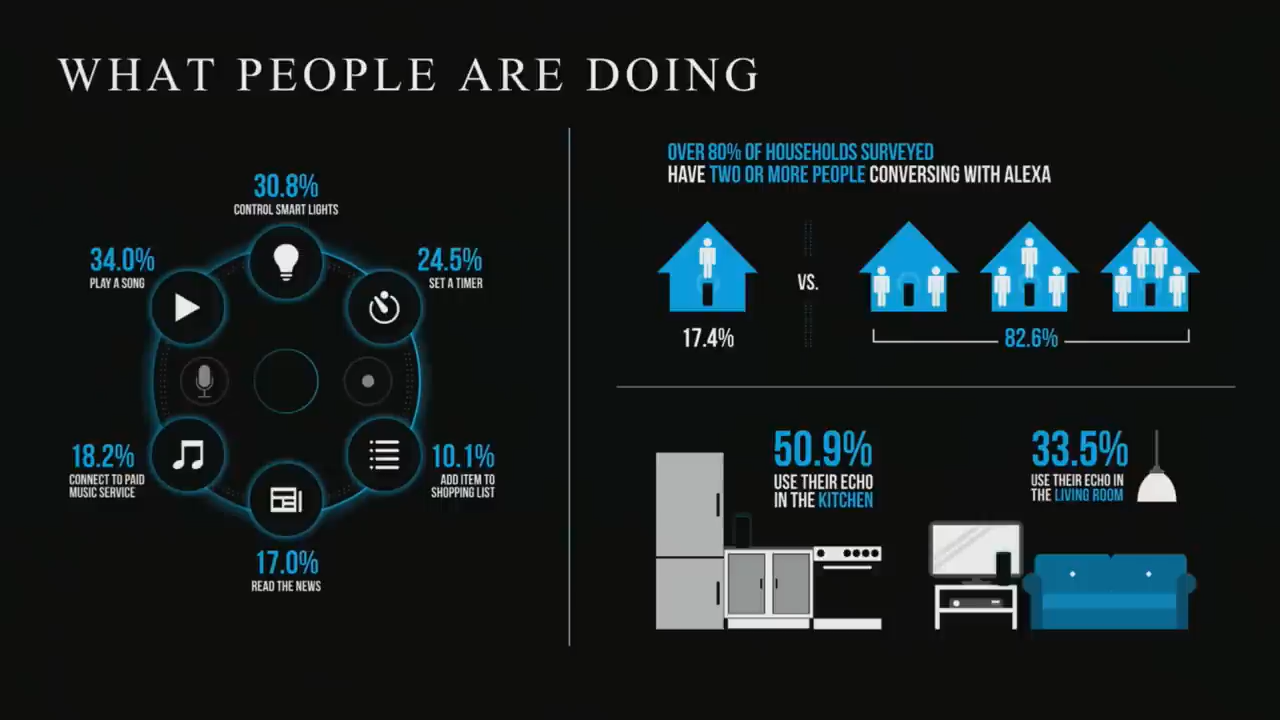 WHAT PEOPLE ARE DOING
30.8%
CONTROL SMART LIGHTS
34.0%
PLAY A SONG
24.5%
SET A TIMER
18.2%
CONNECT TO PAID
MUSIC SERVICE
10.1%
ADD ITEM TO
SHOPPING LIST
17.0%
READ THE NEWS
OVER 80% OF HOUSEHOLDS SURVEYED
HAVE TWO OR MORE PEOPLE CONVERSING WITH ALEXA
VS.
17.4%
82.6%
50.9%
USE THEIR ECHO
IN THE KITCHEN
33.5%
USE THEIR ECHO IN
THE LIVING ROOM